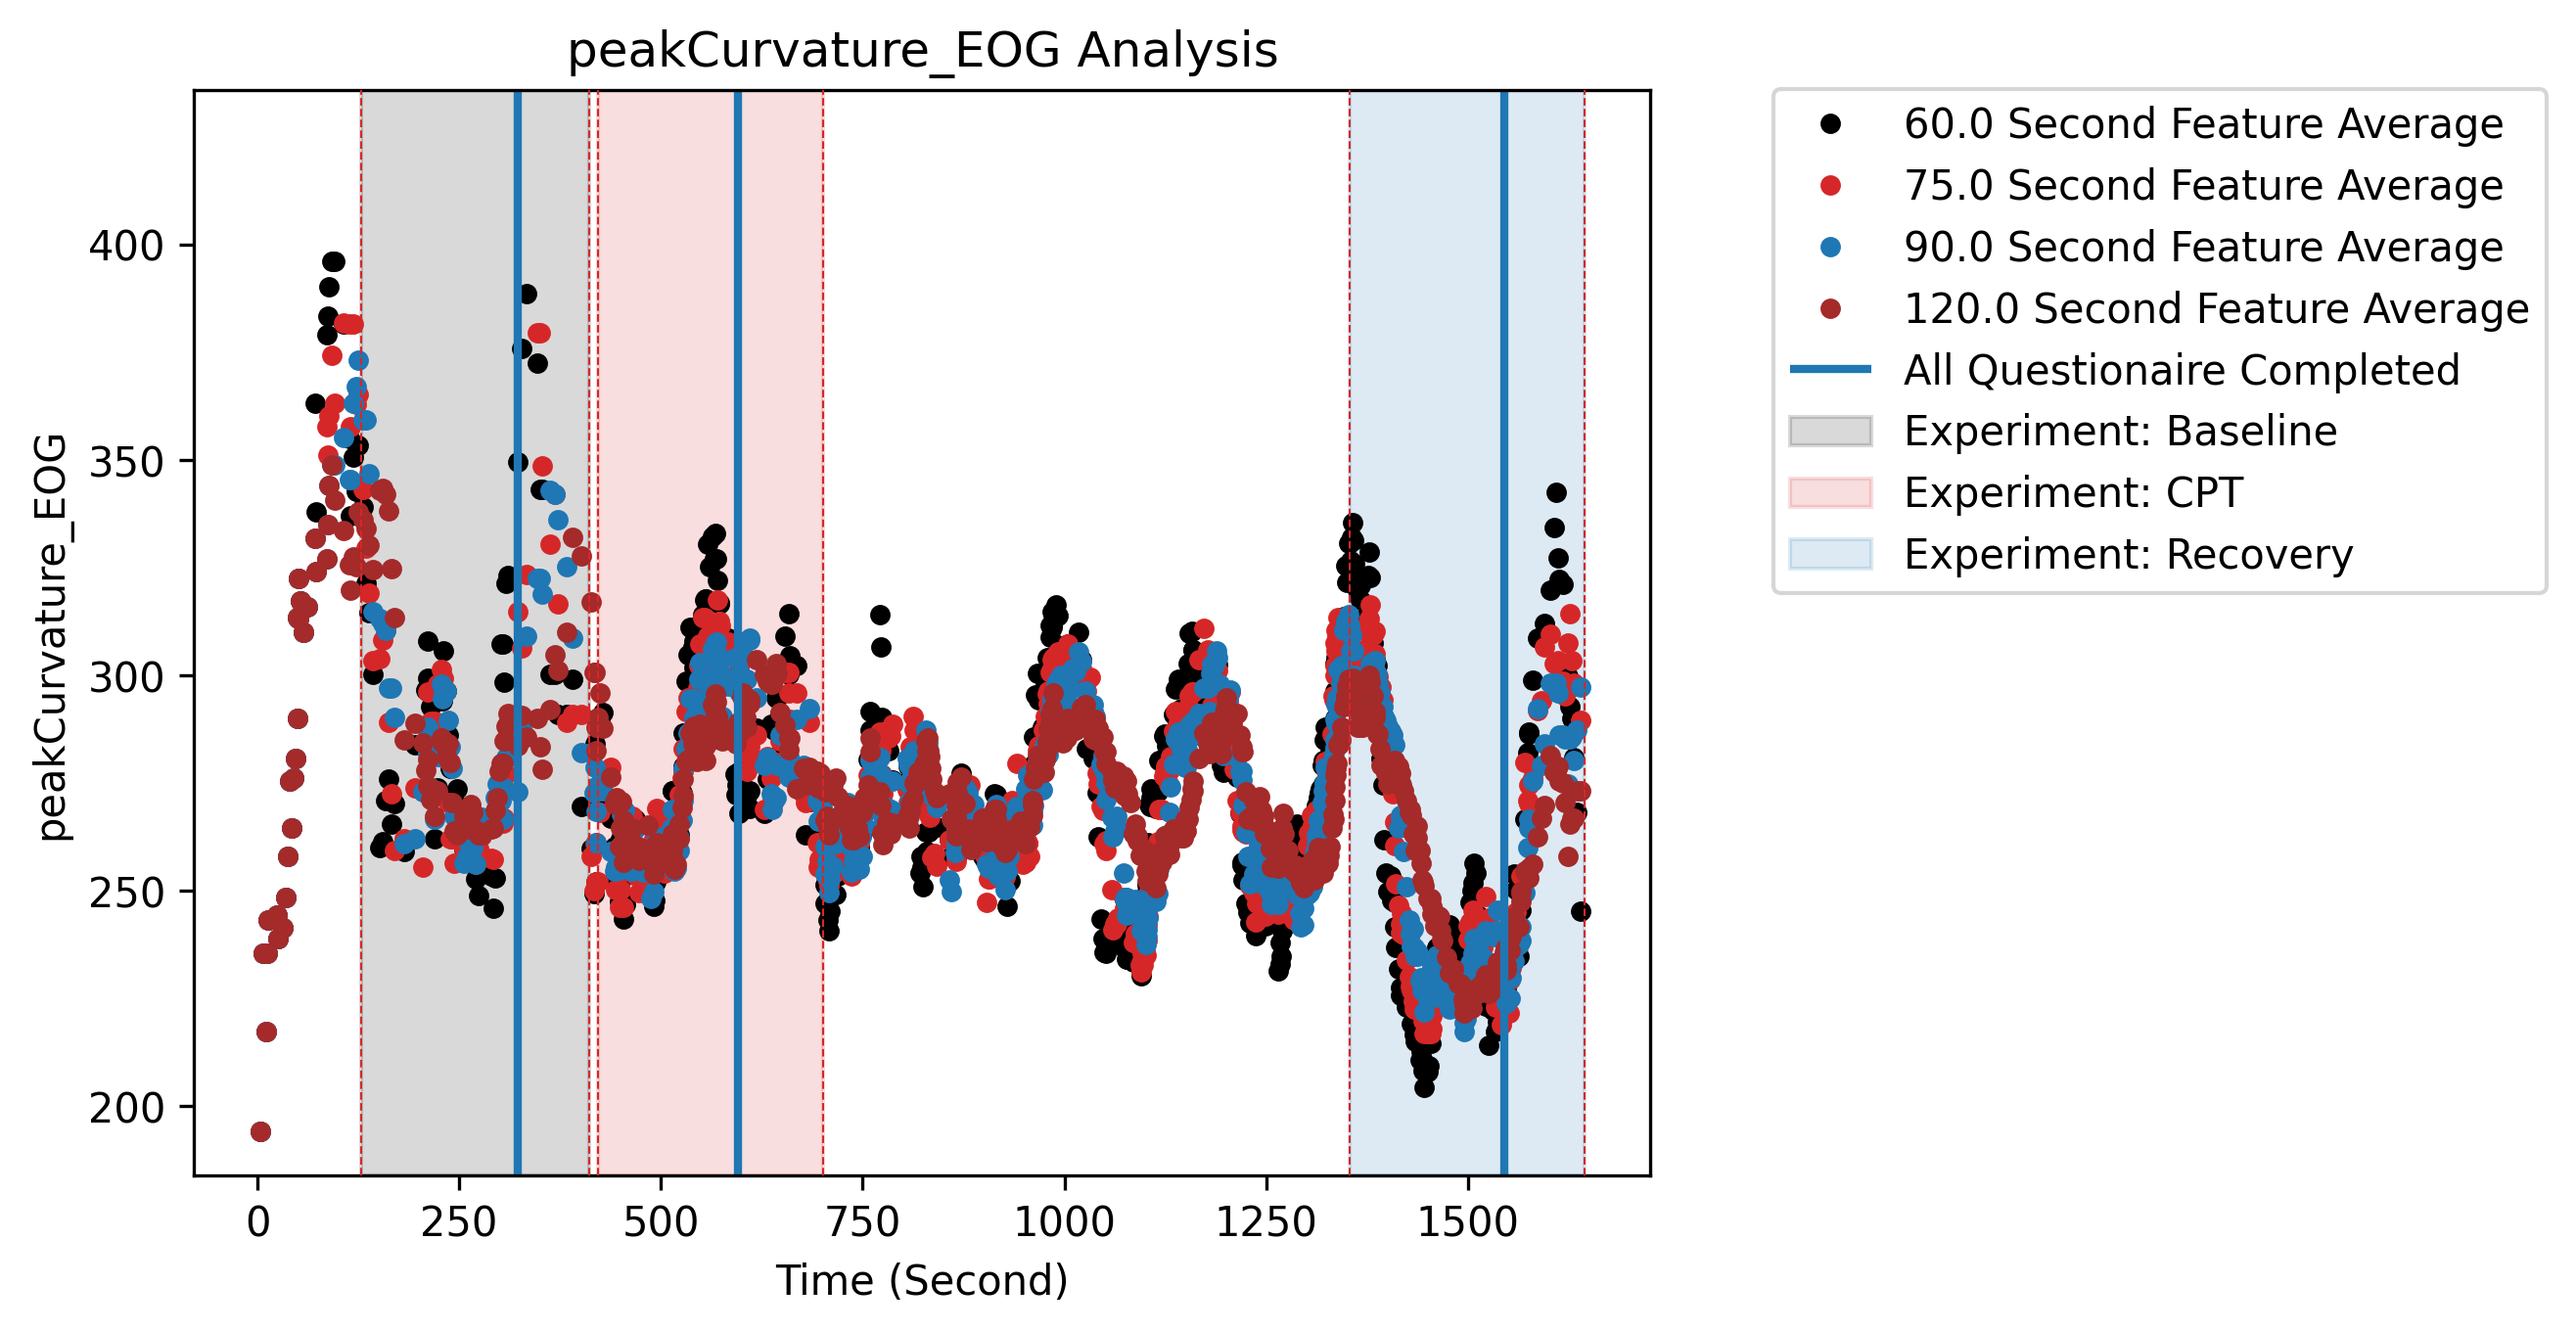 peakCurvature_EOG Analysis
peakCurvature_EOG
400
350
300
250
200
0 250 500 750 1000 1250 1500
Time (Second)
60.0 Second Feature Average
75.0 Second Feature Average
90.0 Second Feature Average
120.0 Second Feature Average
All Questionaire Completed
Experiment: Baseline
Experiment: CPT
Experiment: Recovery